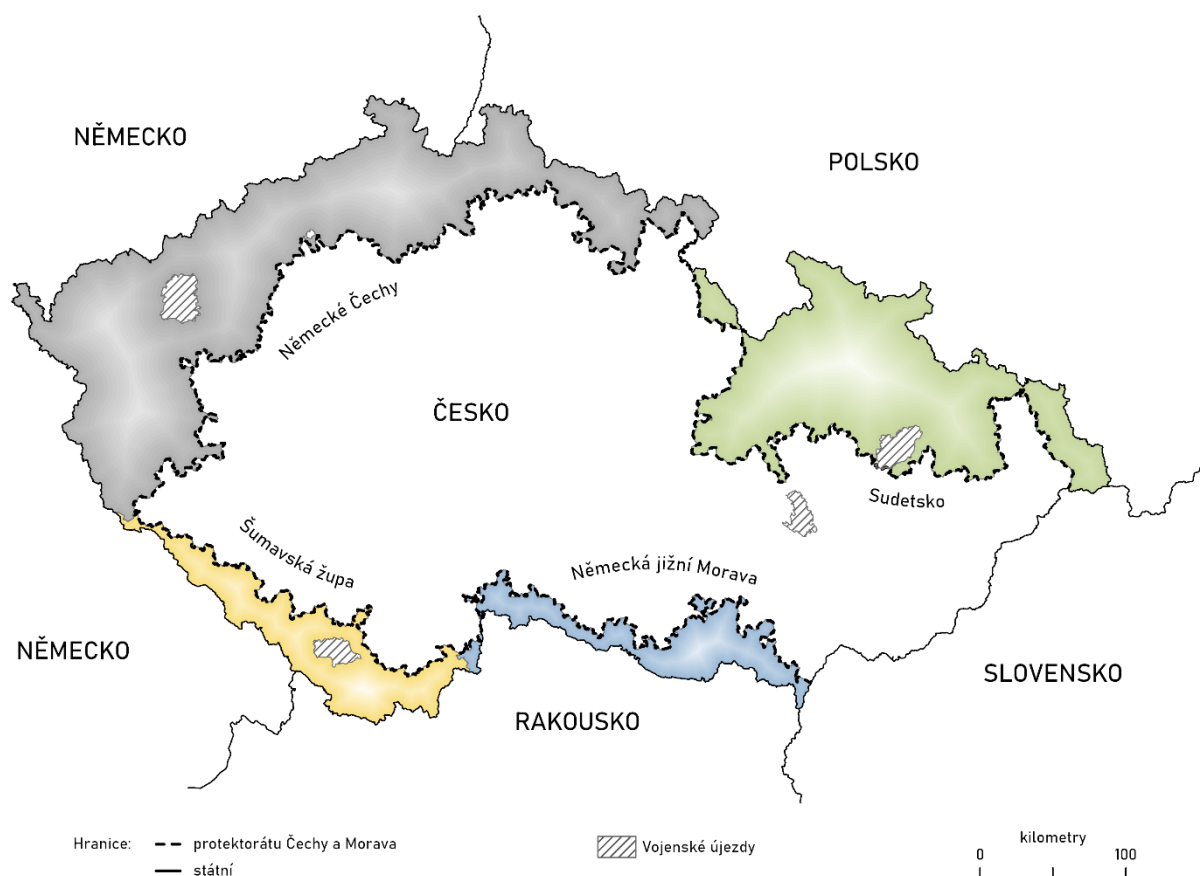 NĚMECKO
POLSKO
Německé Čechy
ČESKO
Sudetsko
Šumavská župa
Německá jižní Morava
NĚMECKO
SLOVENSKO
RAKOUSKO
Hranice:
protektorátu Čechy a Morava
státní
Vojenské újezdy
kilometry
0 100